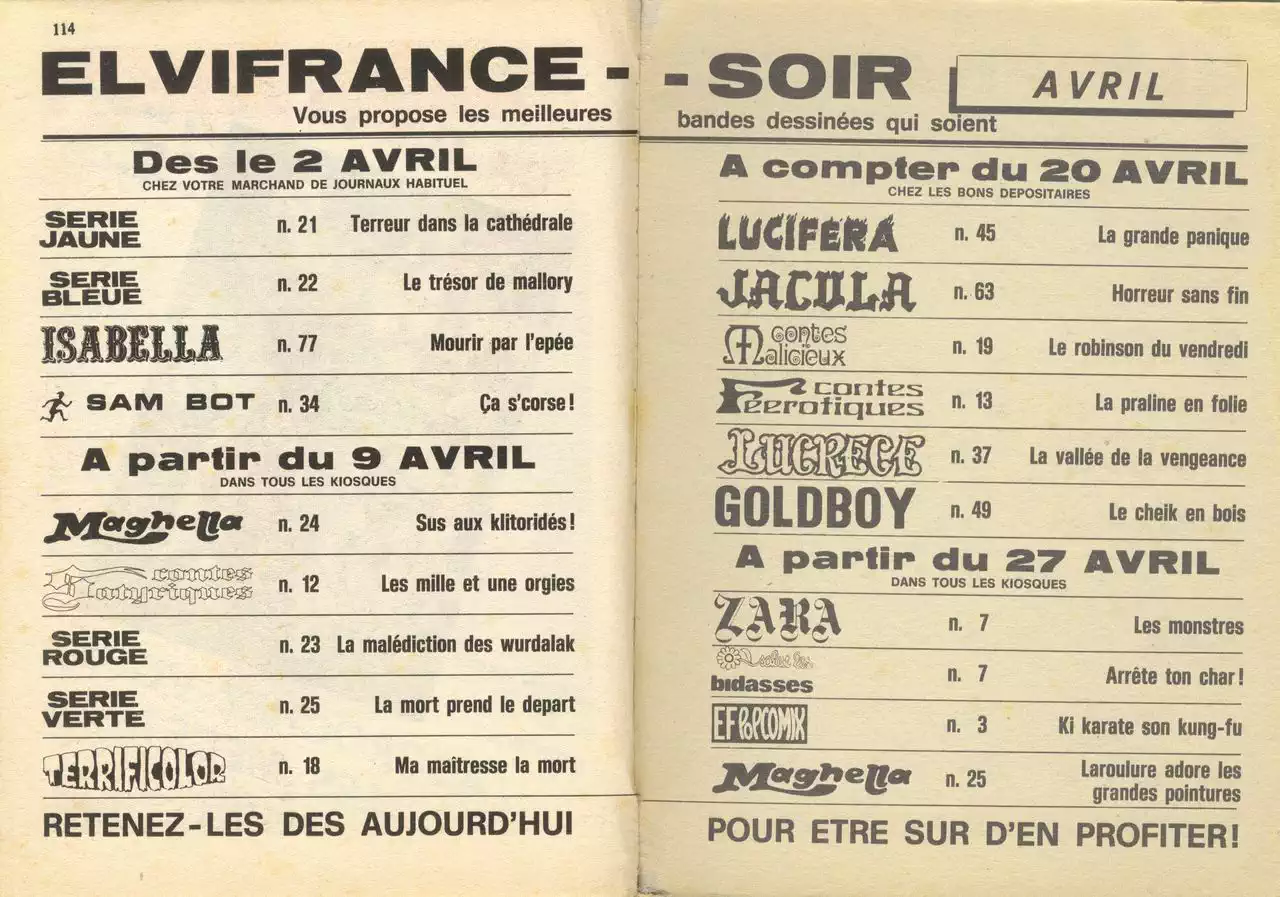 114
ELVIFRANCE-
Vous propose les meilleures
Des le 2 AVRIL
CHEZ VOTRE MARCHAND DE JOURNAUX HABITUEL
SERIE JAUNE n. 21 Terreur dans la cathédrale
SERIE BLEUE n. 22 Le trésor de mallory
ISABELLA n. 77 Mourir par l'epée
SAM BOT n. 34 Ça s'corse!
A partir du 9 AVRIL
DANS TOUS LES KIOSQUES
Maghella n. 24 Sus aux klitoridés!
contes Satyriques n. 12 Les mille et une orgies
SERIE ROUGE n. 23 La malédiction des wurdalak
SERIE VERTE n. 25 La mort prend le depart
TERRIFICOLOR n. 18 Ma maîtresse la mort
RETENEZ-LES DES AUJOURD'HUI
-SOIR AVRIL
bandes dessinées qui soient
A compter du 20 AVRIL
CHEZ LES BONS DEPOSITAIRES
LUCIFERA n. 45 La grande panique
JACULA n. 63 Horreur sans fin
contes Malicieux n. 19 Le robinson du vendredi
contes Féerotiques n. 13 La praline en folie
LUCRECE n. 37 La vallée de la vengeance
GOLDBOY n. 49 Le cheik en bois
A partir du 27 AVRIL
DANS TOUS LES KIOSQUES
ZARA n. 7 Les monstres
salut les bidasses n. 7 Arrête ton char!
EF POPCOMIX n. 3 Ki karate son kung-fu
Maghella n. 25 Laroulure adore les
grandes pointures
POUR ETRE SUR D'EN PROFITER!